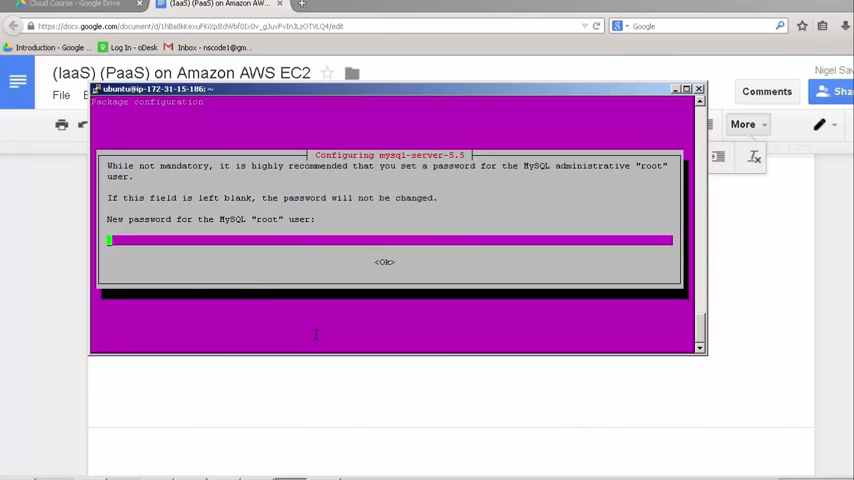 Cloud Course - Google Drive
(IaaS) (PaaS) on Amazon AWS
https://docs.google.com/document/d/
/edit
Google
Introduction - Google ...
Log In - oDesk
Inbox - nscode1@gm...
(IaaS) (PaaS) on Amazon AWS EC2
Nigel Sav
File
Comments
Shar
More
ubuntu@ip-172-31-15-186: ~
Package configuration
Configuring mysql-server-5.5
While not mandatory, it is highly recommended that you set a password for the MySQL administrative "root"
user.
If this field is left blank, the password will not be changed.
New password for the MySQL "root" user:
<Ok>